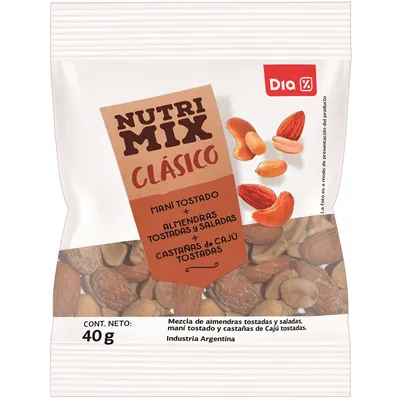 NUTRI
MIX
CLÁSICO
MANÍ TOSTADO
+
ALMENDRAS
TOSTADAS y SALADAS
+
CASTAÑAS de CAJÚ
TOSTADAS
Dia %
La foto es a modo de presentación del producto
CONT. NETO:
40 g
Mezcla de almendras tostadas y saladas,
maní tostado y castañas de Cajú tostadas.
Industria Argentina